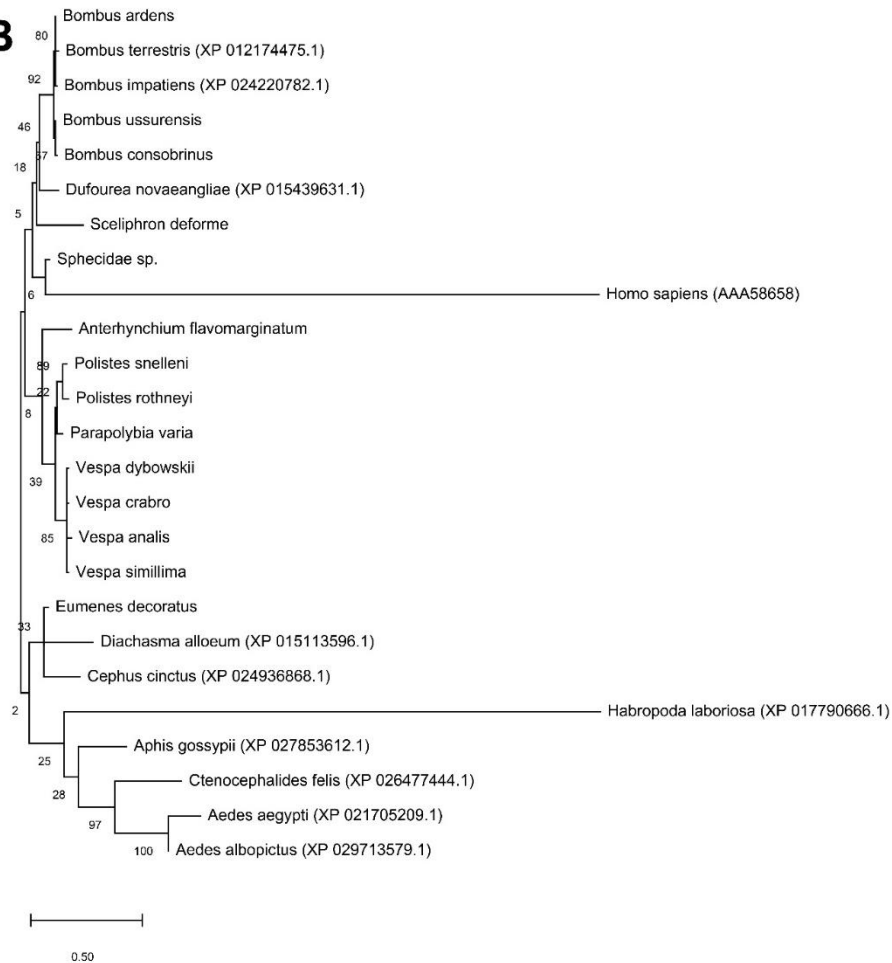 B
Bombus ardens
80
Bombus terrestris (XP 012174475.1)
92
Bombus impatiens (XP 024220782.1)
Bombus ussurensis
46
Bombus consobrinus
18
Dufourea novaeangliae (XP 015439631.1)
5
Sceliphron deforme
Sphecidae sp.
6
Homo sapiens (AAA58658)
Anterhynchium flavomarginatum
89
Polistes snelleni
22
Polistes rothneyi
8
Parapolybia varia
Vespa dybowskii
39
Vespa crabro
85
Vespa analis
Vespa simillima
Eumenes decoratus
33
Diachasma alloeum (XP 015113596.1)
Cephus cinctus (XP 024936868.1)
2
Habropoda laboriosa (XP 017790666.1)
Aphis gossypii (XP 027853612.1)
25
Ctenocephalides felis (XP 026477444.1)
28
Aedes aegypti (XP 021705209.1)
97
Aedes albopictus (XP 029713579.1)
100
0.50